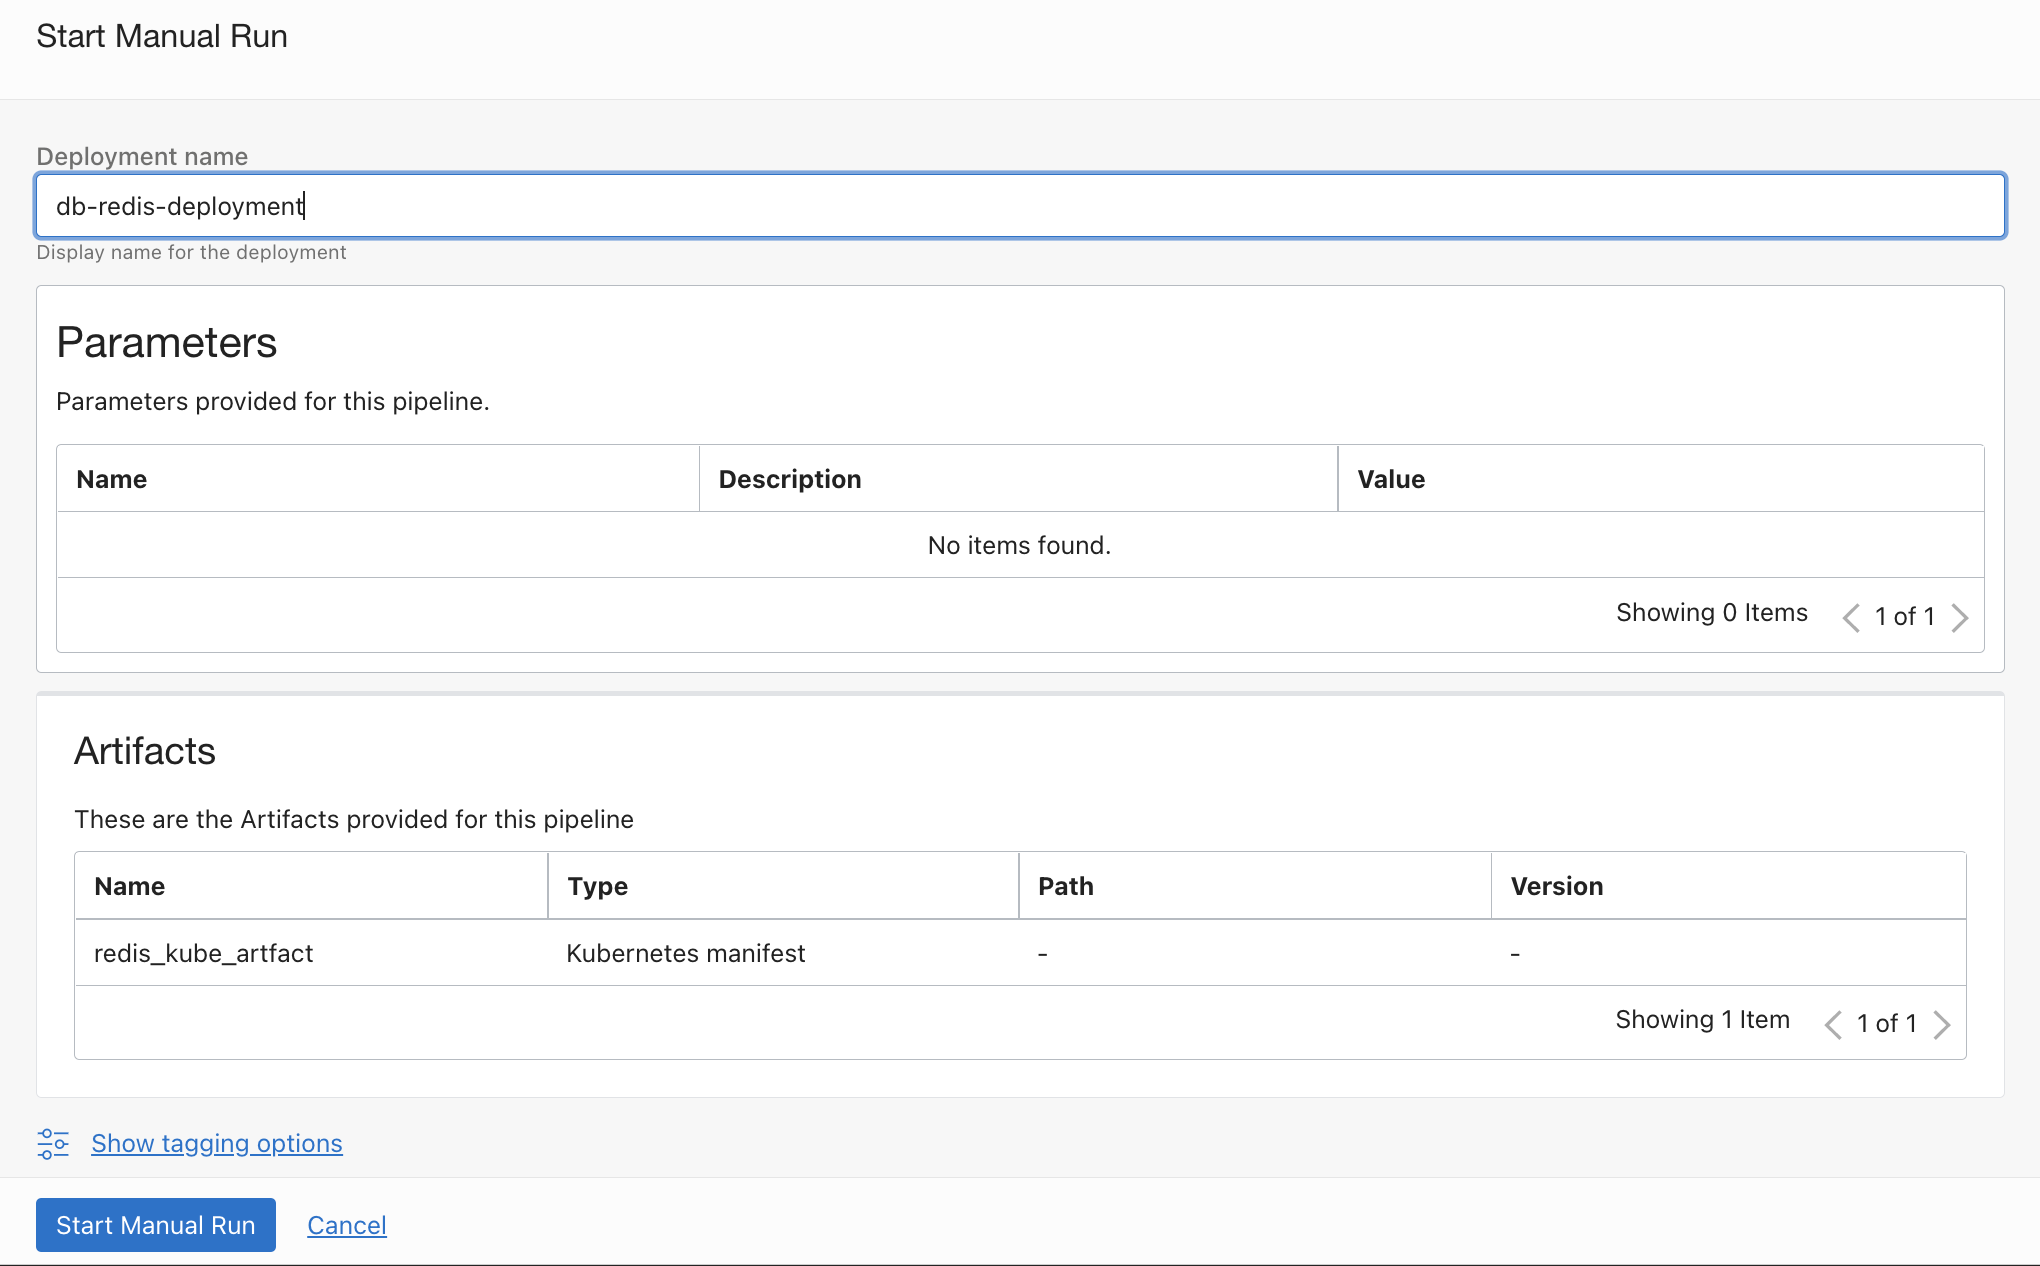 Start Manual Run
Deployment name
db-redis-deployment
Display name for the deployment
Parameters
Parameters provided for this pipeline.
Name Description Value
No items found.
Showing 0 Items 1 of 1
Artifacts
These are the Artifacts provided for this pipeline
Name Type Path Version
redis_kube_artfact Kubernetes manifest - -
Showing 1 Item 1 of 1
Show tagging options
Start Manual Run Cancel